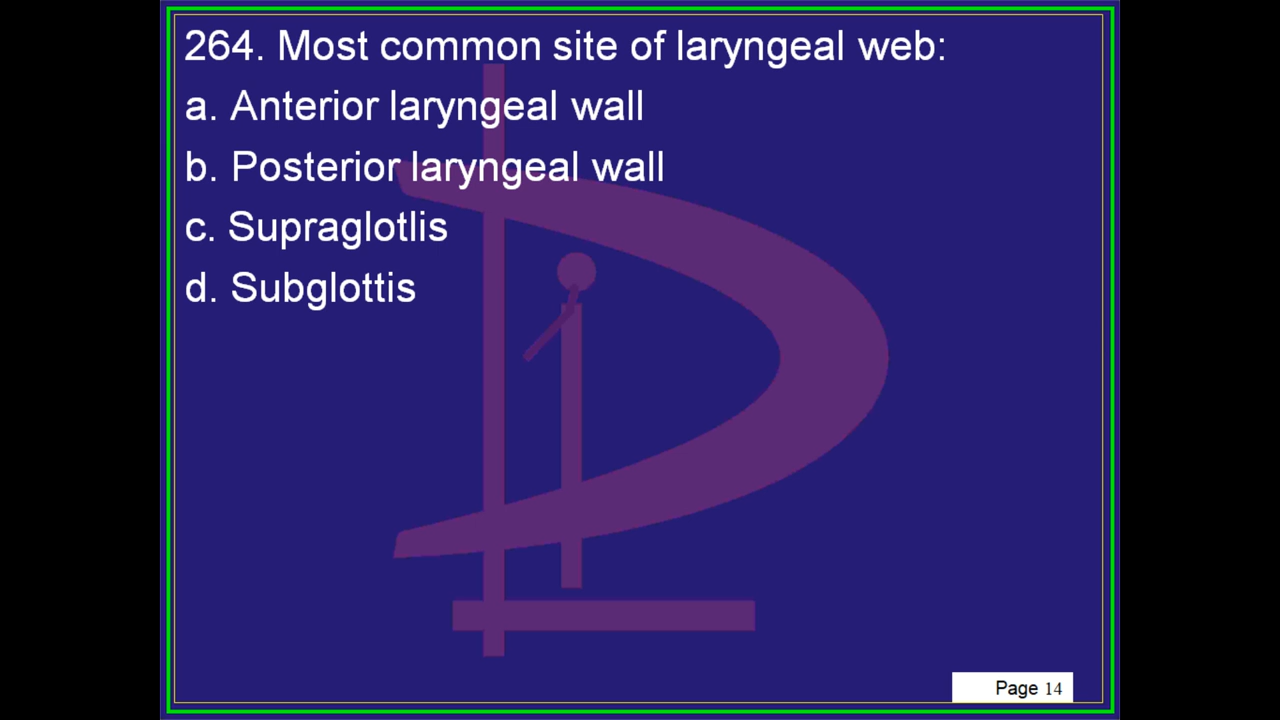 264. Most common site of laryngeal web:
a. Anterior laryngeal wall
b. Posterior laryngeal wall
c. Supraglotlis
d. Subglottis
Page 14